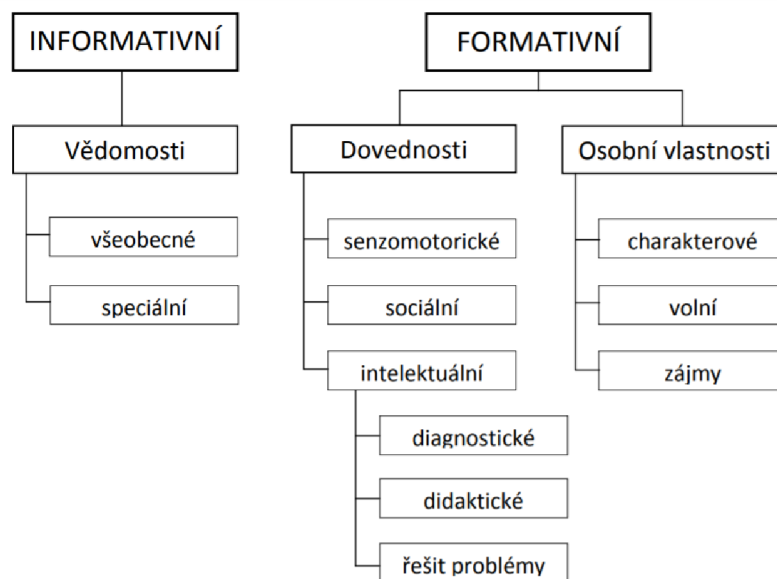 INFORMATIVNÍ
Vědomosti
všeobecné
speciální
FORMATIVNÍ
Dovednosti
senzomotorické
sociální
intelektuální
diagnostické
didaktické
řešit problémy
Osobní vlastnosti
charakterové
volní
zájmy